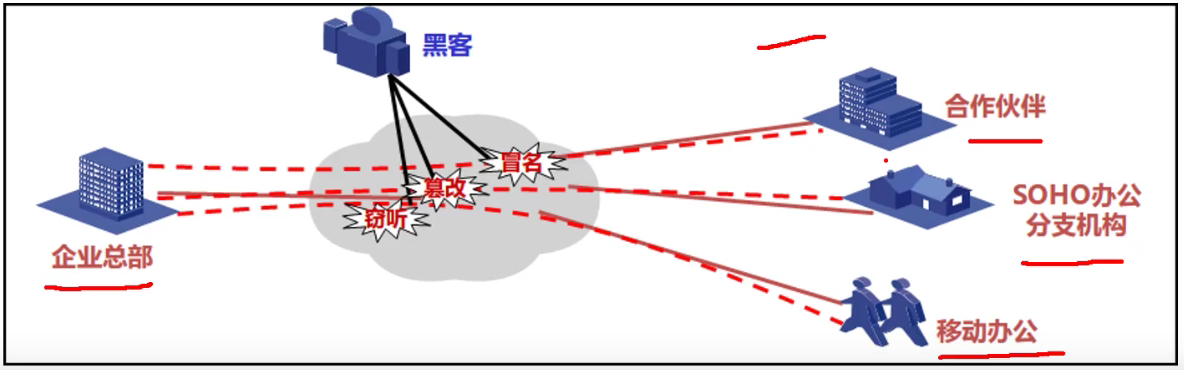 黑客
合作伙伴
冒名
篡改
SOHO办公
分支机构
窃听
企业总部
移动办公